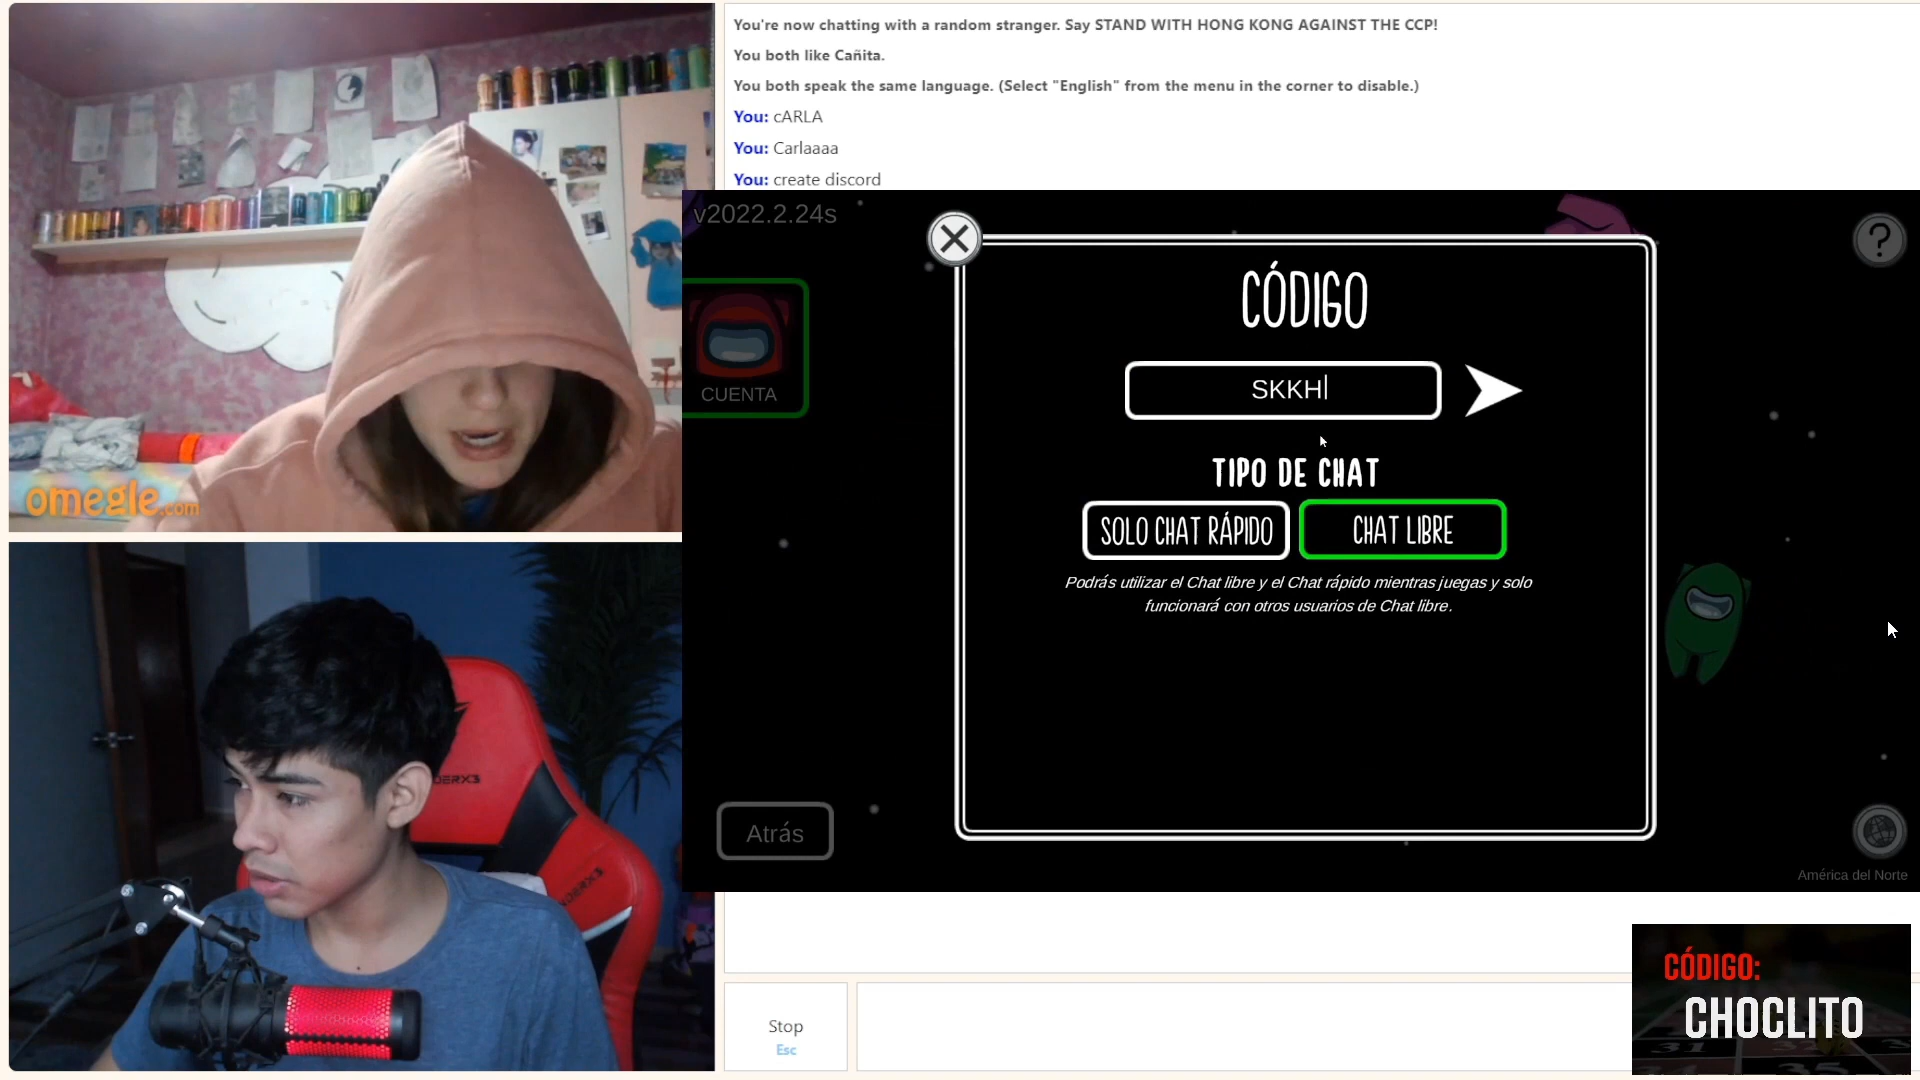 You're now chatting with a random stranger. Say STAND WITH HONG KONG AGAINST THE CCP!
You both like Cañita.
You both speak the same language. (Select "English" from the menu in the corner to disable.)
You: cARLA
You: Carlaaaa
You: create discord
v2022.2.24s
CÓDIGO
SKKH
CUENTA
TIPO DE CHAT
SOLO CHAT RÁPIDO
CHAT LIBRE
Podrás utilizar el Chat libre y el Chat rápido mientras juegas y solo
funcionará con otros usuarios de Chat libre.
omegle.com
Atrás
América del Norte
CÓDIGO:
CHOCLITO
31
35
Stop
Esc